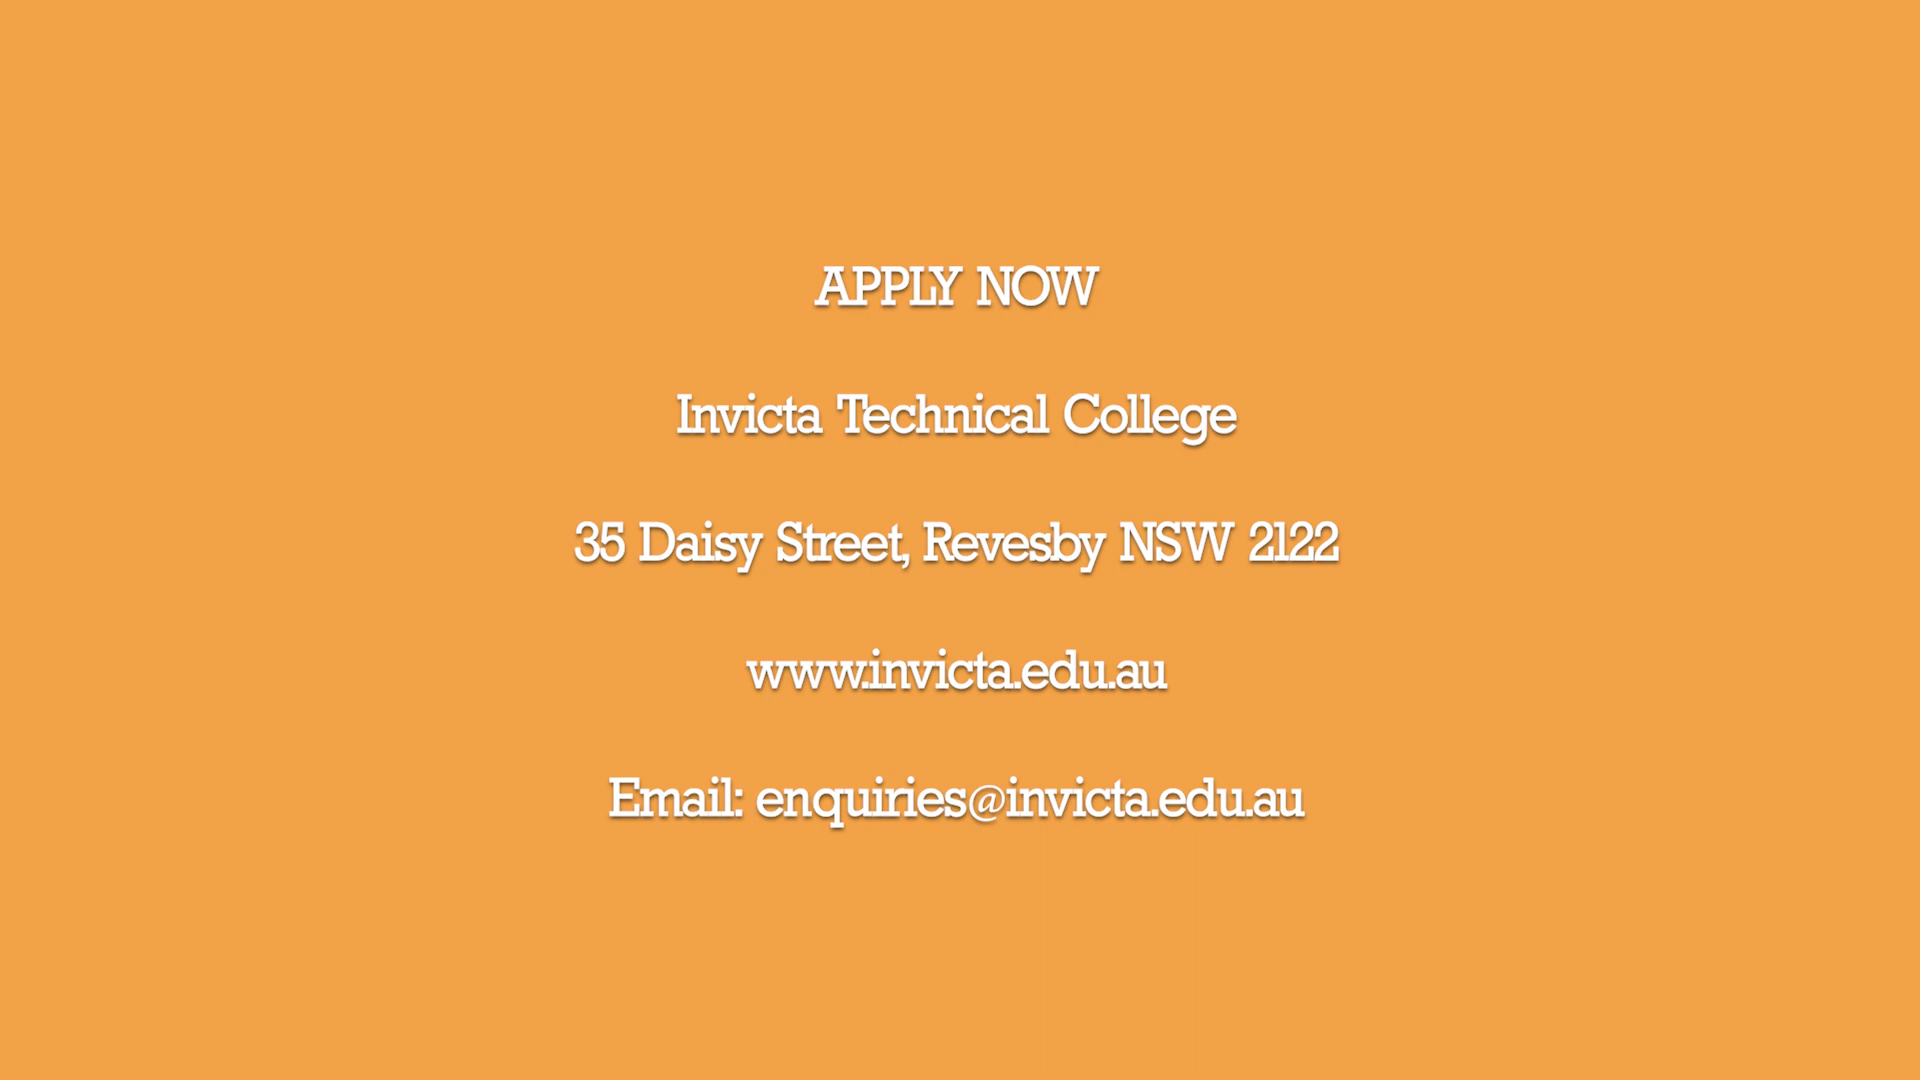 APPLY NOW
Invicta Technical College
35 Daisy Street, Revesby NSW 2122
www.invicta.edu.au
Email: enquiries@invicta.edu.au